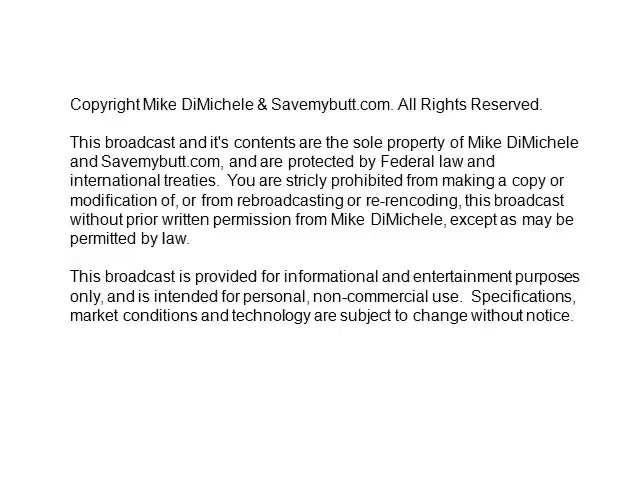 Copyright Mike DiMichele & Savemybutt.com. All Rights Reserved.
This broadcast and it's contents are the sole property of Mike DiMichele
and Savemybutt.com, and are protected by Federal law and
international treaties.  You are stricly prohibited from making a copy or
modification of, or from rebroadcasting or re-rencoding, this broadcast
without prior written permission from Mike DiMichele, except as may be
permitted by law.
This broadcast is provided for informational and entertainment purposes
only, and is intended for personal, non-commercial use.  Specifications,
market conditions and technology are subject to change without notice.